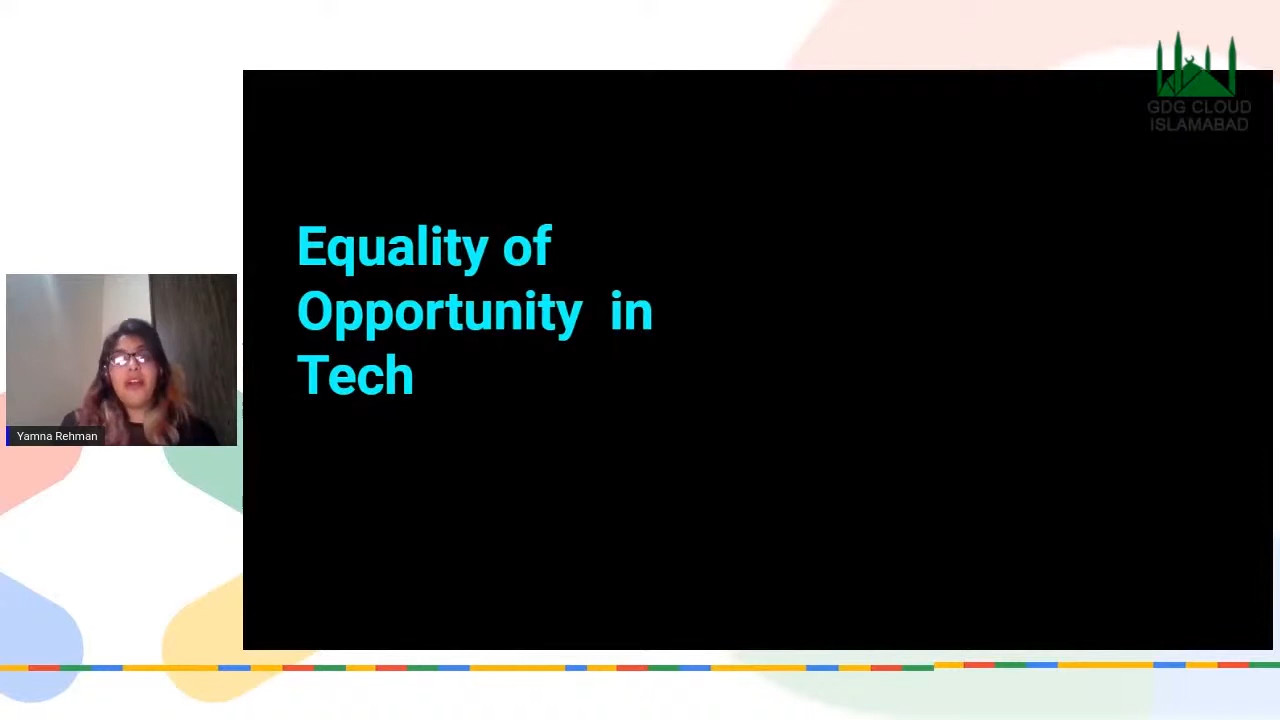 GDG CLOUD
ISLAMABAD
Equality of
Opportunity in
Tech
Yamna Rehman